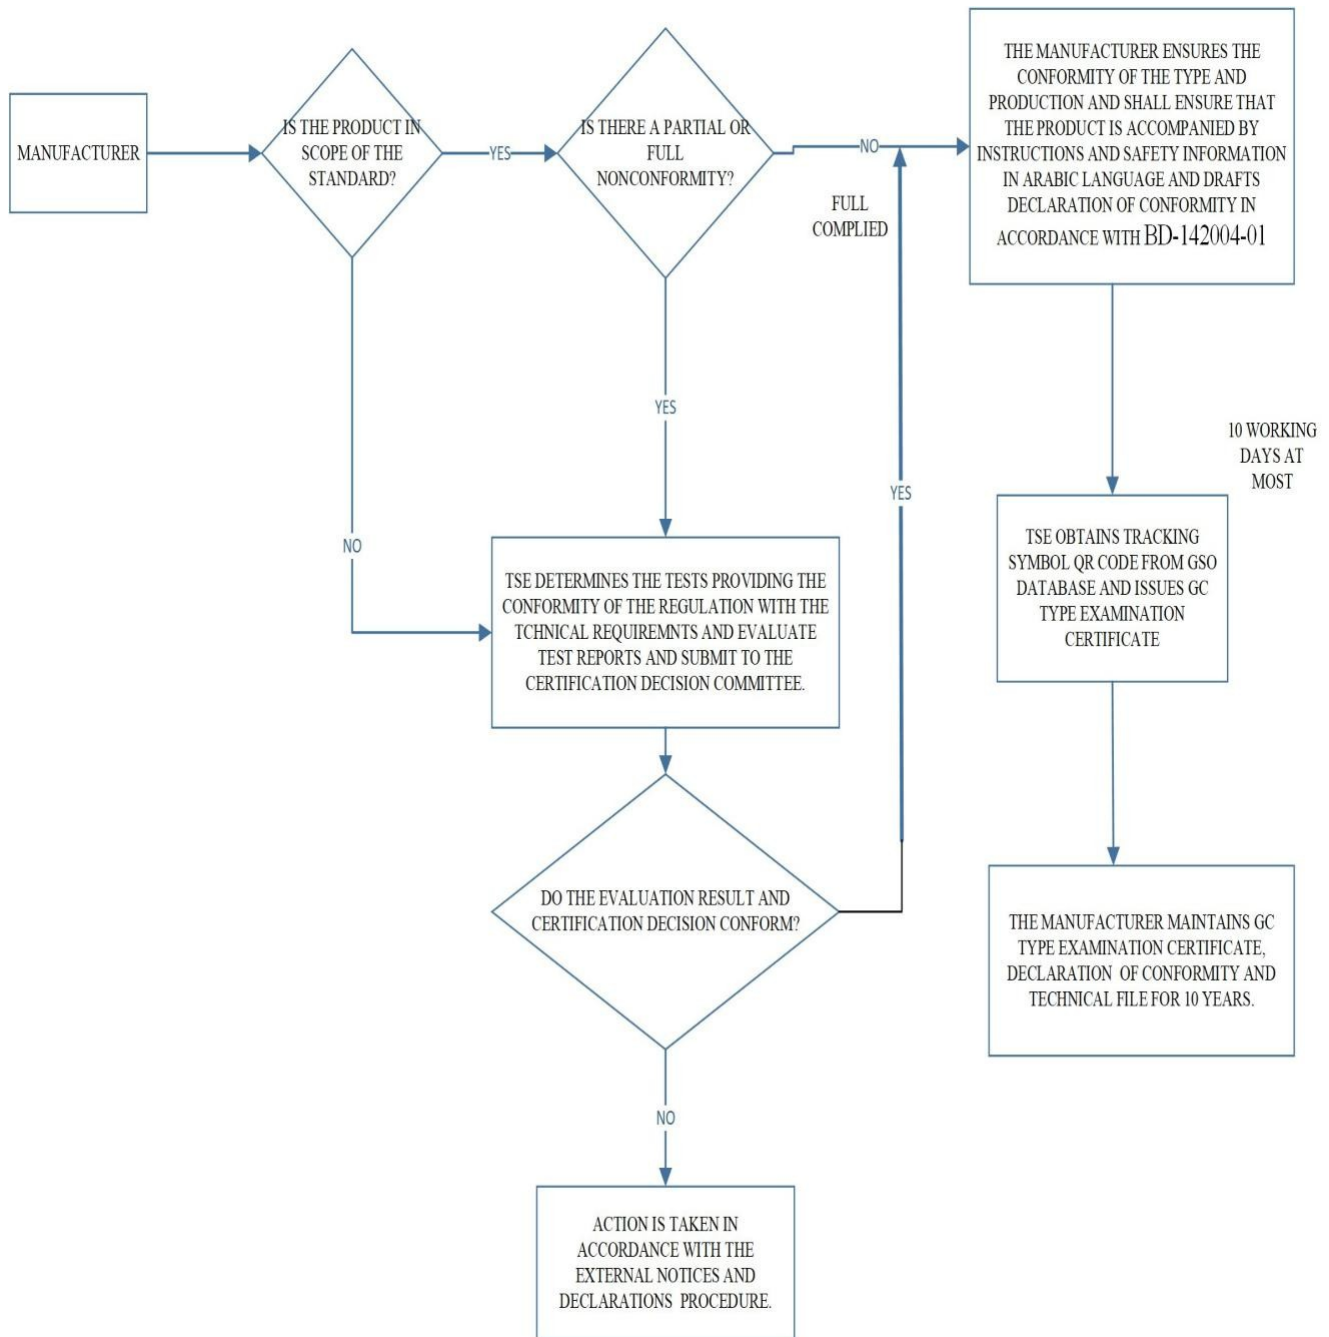 MANUFACTURER
IS THE PRODUCT IN
SCOPE OF THE
STANDARD?
YES
IS THERE A PARTIAL OR
FULL
NONCONFORMITY?
NO
FULL
COMPLIED
THE MANUFACTURER ENSURES THE
CONFORMITY OF THE TYPE AND
PRODUCTION AND SHALL ENSURE THAT
THE PRODUCT IS ACCOMPANIED BY
INSTRUCTIONS AND SAFETY INFORMATION
IN ARABIC LANGUAGE AND DRAFTS
DECLARATION OF CONFORMITY IN
ACCORDANCE WITH BD-142004-01
YES
10 WORKING
DAYS AT
MOST
YES
NO
TSE OBTAINS TRACKING
SYMBOL QR CODE FROM GSO
DATABASE AND ISSUES GC
TYPE EXAMINATION
CERTIFICATE
TSE DETERMINES THE TESTS PROVIDING THE
CONFORMITY OF THE REGULATION WITH THE
TCHNICAL REQUIREMNTS AND EVALUATE
TEST REPORTS AND SUBMIT TO THE
CERTIFICATION DECISION COMMITTEE.
DO THE EVALUATION RESULT AND
CERTIFICATION DECISION CONFORM?
THE MANUFACTURER MAINTAINS GC
TYPE EXAMINATION CERTIFICATE,
DECLARATION OF CONFORMITY AND
TECHNICAL FILE FOR 10 YEARS.
NO
ACTION IS TAKEN IN
ACCORDANCE WITH THE
EXTERNAL NOTICES AND
DECLARATIONS PROCEDURE.